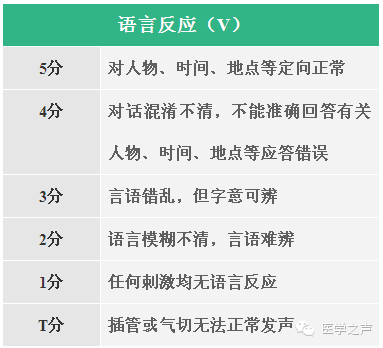 语言反应（V）
5分 对人物、时间、地点等定向正常
4分 对话混淆不清，不能准确回答有关
人物、时间、地点等应答错误
3分 言语错乱，但字意可辨
2分 语言模糊不清，言语难辨
1分 任何刺激均无语言反应
T分 插管或气切无法正常发声
医学之声